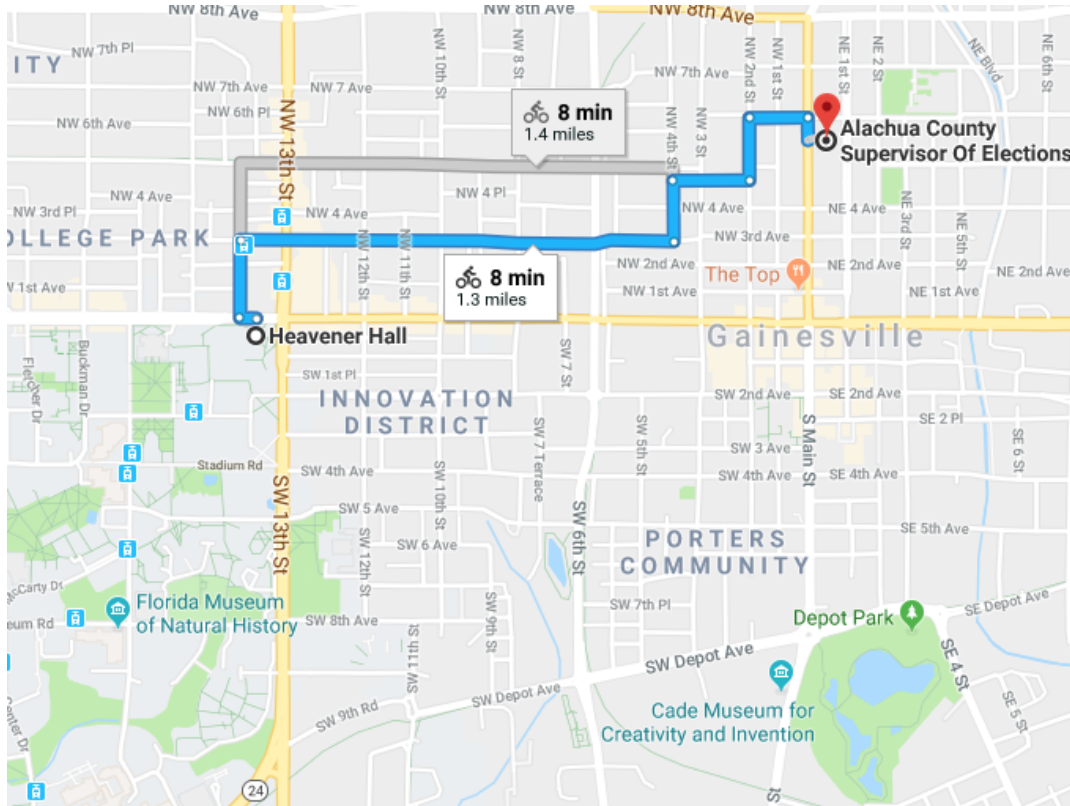 NW 8th Ave
NW 8th Ave
NW 7th Pl
NW 10th St
NW 8 St
NE Blvd
NE 6th St
ITY
NW 7th Ave
NW 7 Ave
NW 7th Ave
NW 2nd St
NW 1st St
NE 1st St
NE 2 St
NW 6th Pl
NW 13th St
8 min
1.4 miles
NW 6th Ave
NW 4th St
NW 3 St
Alachua County
Supervisor Of Elections
NW 4 Ave
NW 4 Pl
NW 3rd Pl
NW 4 Ave
NW 4 Ave
NE 4 Ave
NE 3rd St
NE 5th St
OLLEGE PARK
NW 12th St
NW 11th St
NW 3rd Ave
8 min
1.3 miles
NW 2nd Ave
The Top
NE 2nd Ave
NE 2nd Ave
W 1st Ave
NW 1st Ave
NE 1st Ave
Heavener Hall
Gainesville
Fletcher Dr
Buckman Dr
SW 1st Pl
SW 7 St
INNOVATION
DISTRICT
SW 2nd Ave
SE 2nd Ave
SW 7 Terrace
SW 5th St
S Main St
SE 2 Pl
SE 6 St
SW 3 Ave
Stadium Rd
SW 4th Ave
SW 10th St
SW 4th Ave
SE 4th Ave
SW 13th St
SW 5 Ave
SW 6th St
SE 5th Ave
SW 12th St
SW 6 Ave
PORTERS
COMMUNITY
McCarty Dr
Florida Museum
of Natural History
eum Rd
SW 8th Ave
SW 9th St
SW 7th Pl
Depot Park
SE Depot Ave
SW 11th St
SW Depot Ave
SE 4 St
SW Depot Ave
SE 5 St
SW 9th Rd
Cade Museum for
Creativity and Invention
Center Dr
24